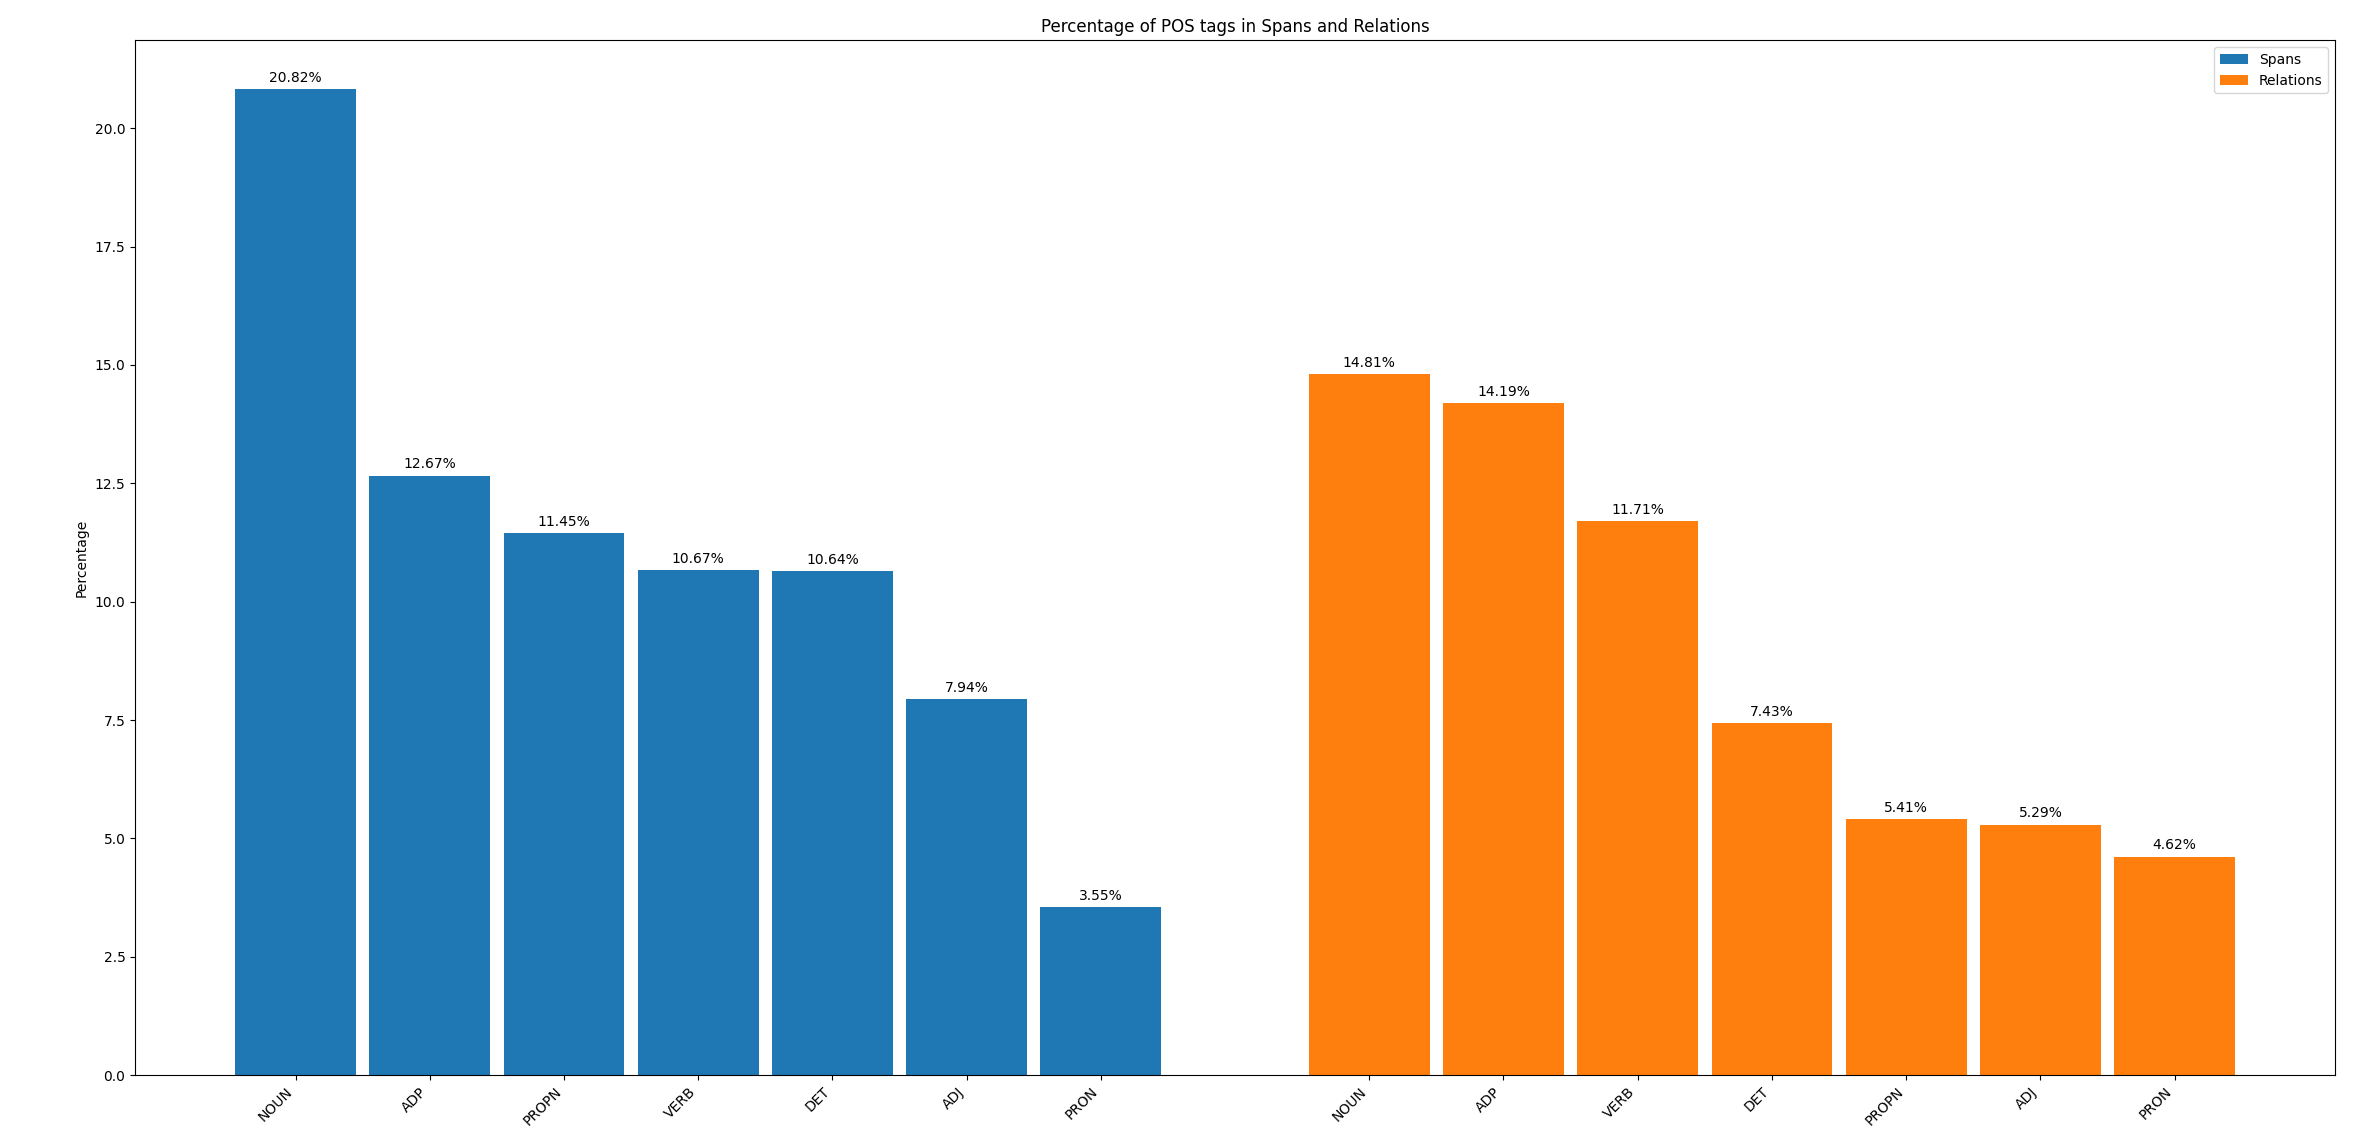 Percentage of POS tags in Spans and Relations
Spans
Relations
Percentage
20.0
17.5
15.0
12.5
10.0
7.5
5.0
2.5
0.0
20.82%
12.67%
11.45%
10.67%
10.64%
7.94%
3.55%
14.81%
14.19%
11.71%
7.43%
5.41%
5.29%
4.62%
NOUN
ADP
PROPN
VERB
DET
ADJ
PRON
NOUN
ADP
VERB
DET
PROPN
ADJ
PRON